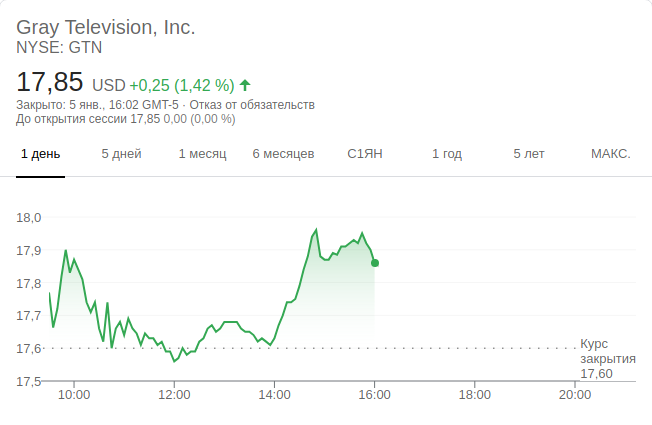 Gray Television, Inc.
NYSE: GTN
17,85 USD +0,25 (1,42 %)
Закрыто: 5 янв., 16:02 GMT-5 · Отказ от обязательств
До открытия сессии 17,85 0,00 (0,00 %)
1 день 5 дней 1 месяц 6 месяцев С1ЯН 1 год 5 лет МАКС.
18,0
17,9
17,8
17,7
17,6
Курс
закрытия
17,60
17,5
10:00 12:00 14:00 16:00 18:00 20:00